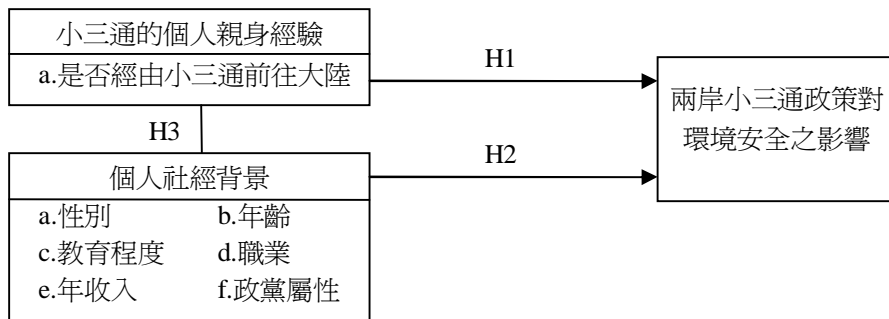 小三通的個人親身經驗
a.是否經由小三通前往大陸
H1
兩岸小三通政策對
環境安全之影響
H3
H2
個人社經背景
a.性別 b.年齡
c.教育程度 d.職業
e.年收入 f.政黨屬性